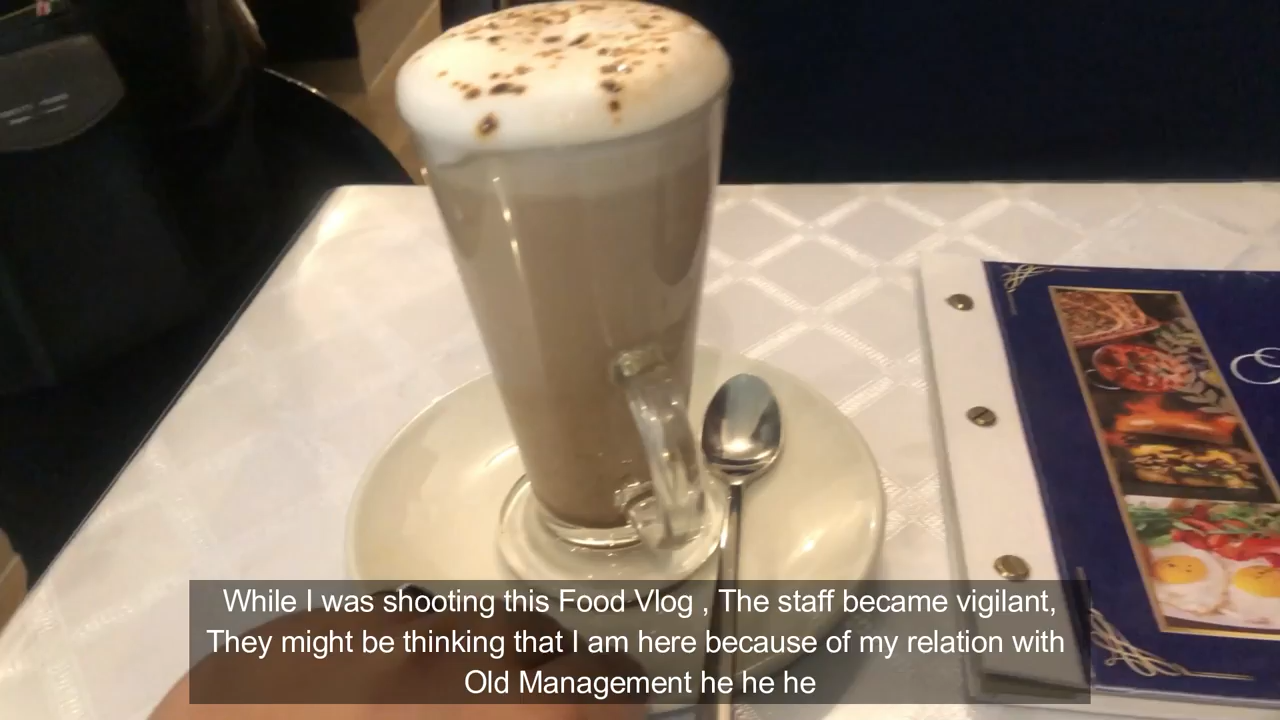 While I was shooting this Food Vlog , The staff became vigilant,
They might be thinking that I am here because of my relation with
Old Management he he he